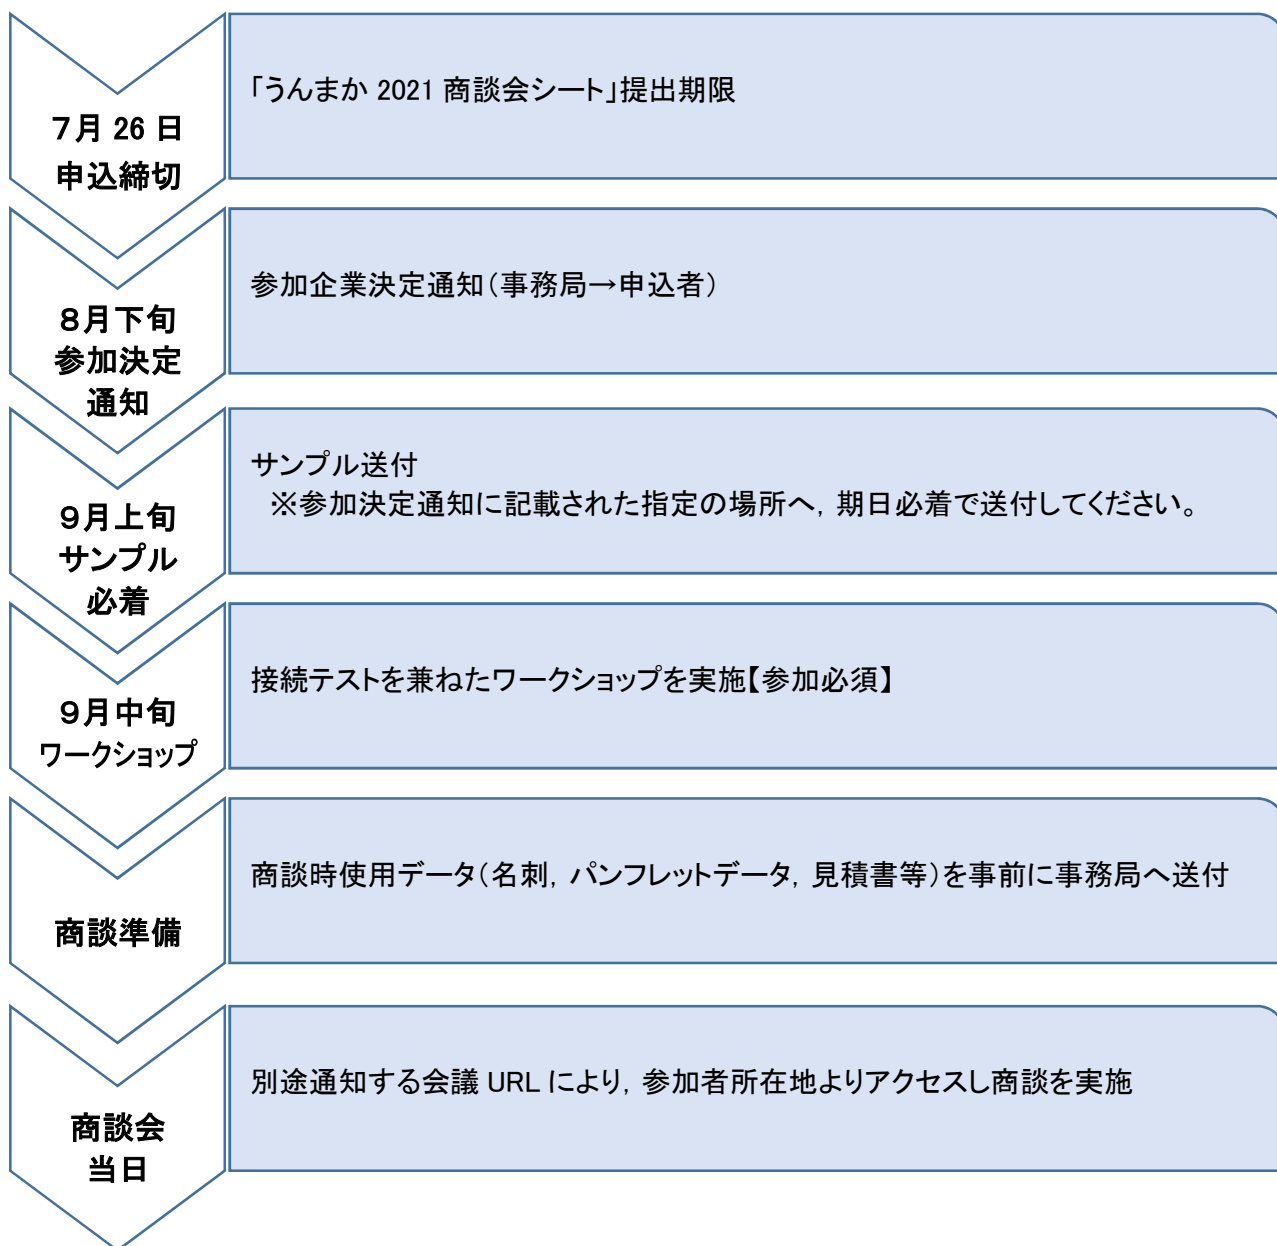 7月 26 日
申込締切
「うんまか 2021 商談会シート」提出期限
8月下旬
参加決定
通知
参加企業決定通知(事務局→申込者)
9月上旬
サンプル
必着
サンプル送付
※参加決定通知に記載された指定の場所へ,期日必着で送付してください。
9月中旬
ワークショップ
接続テストを兼ねたワークショップを実施【参加必須】
商談準備
商談時使用データ(名刺,パンフレットデータ,見積書等)を事前に事務局へ送付
商談会
当日
別途通知する会議 URL により,参加者所在地よりアクセスし商談を実施